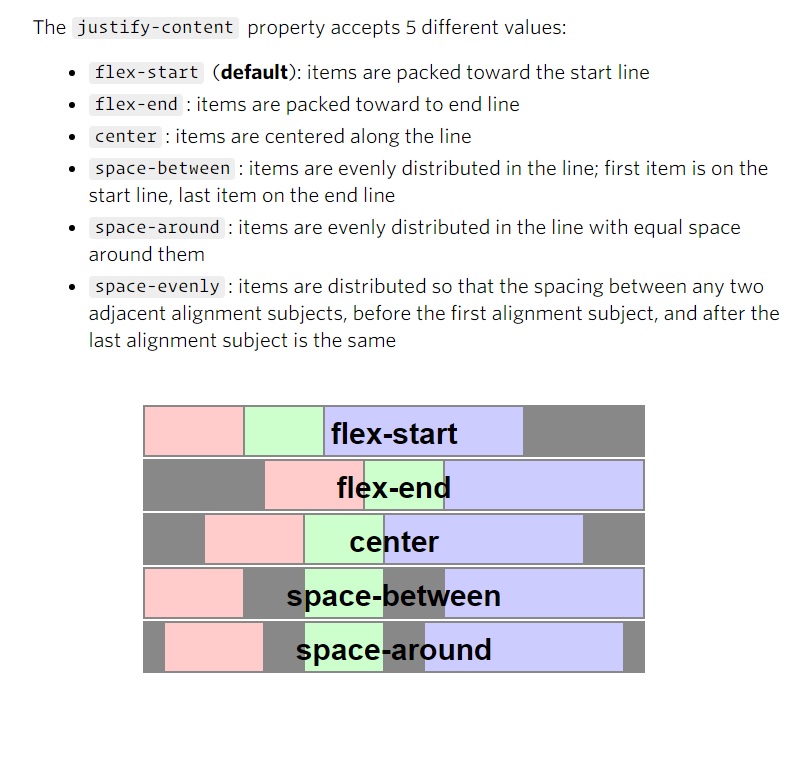 The justify-content property accepts 5 different values:
• flex-start (default): items are packed toward the start line
• flex-end : items are packed toward to end line
• center : items are centered along the line
• space-between : items are evenly distributed in the line; first item is on the
start line, last item on the end line
• space-around : items are evenly distributed in the line with equal space
around them
• space-evenly : items are distributed so that the spacing between any two
adjacent alignment subjects, before the first alignment subject, and after the
last alignment subject is the same
flex-start
flex-end
center
space-between
space-around